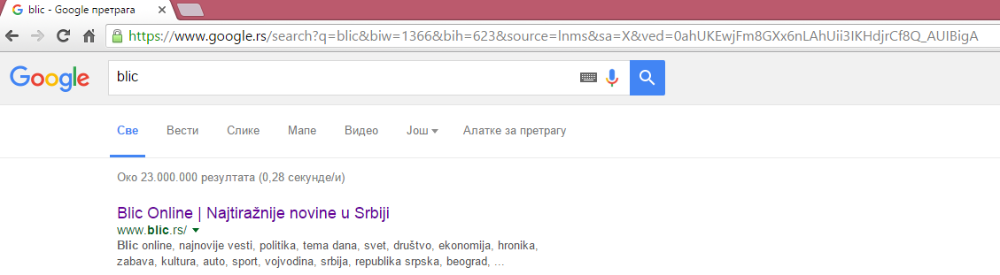 blic - Google претрага
https://www.google.rs/search?q=blic&biw=1366&bih=623&source=lnms&sa=X&ved=0ahUKEwjFm8GXx6nLAhUii3IKHdjrCf8Q_AUIBigA
Google blic
Све Вести Слике Мапе Видео Још Алатке за претрагу
Око 23.000.000 резултата (0,28 секунде/и)
Blic Online | Najtiražnije novine u Srbiji
www.blic.rs/
Blic online, najnovije vesti, politika, tema dana, svet, društvo, ekonomija, hronika,
zabava, kultura, auto, sport, vojvodina, srbija, republika srpska, beograd, ...